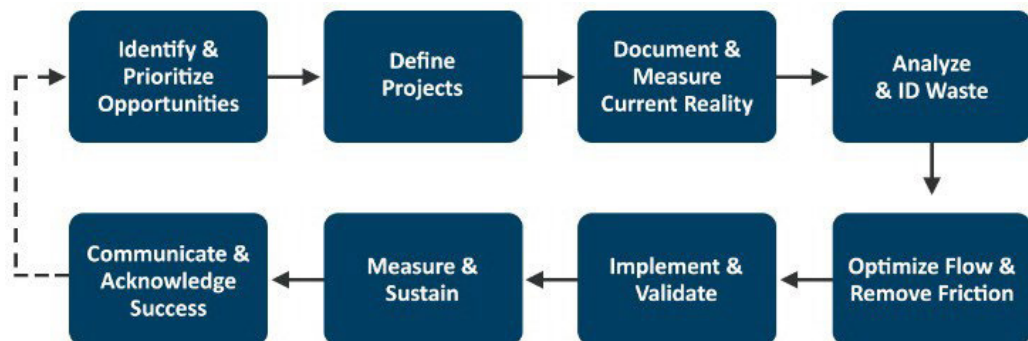 Identify &
Prioritize
Opportunities
Define
Projects
Document &
Measure
Current Reality
Analyze
& ID Waste
Communicate &
Acknowledge
Success
Measure &
Sustain
Implement &
Validate
Optimize Flow &
Remove Friction